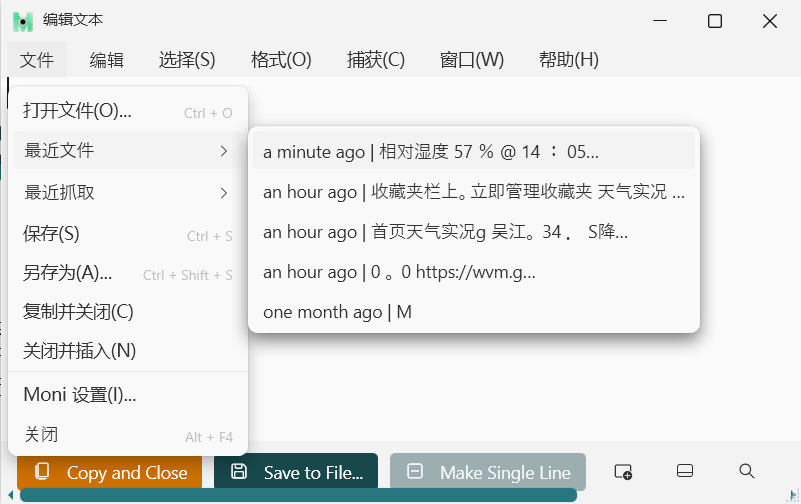 编辑文本
文件 编辑 选择(S) 格式(O) 捕获(C) 窗口(W) 帮助(H)
打开文件(O)... Ctrl + O
最近文件
最近抓取
保存(S) Ctrl + S
另存为(A)... Ctrl + Shift + S
复制并关闭(C)
关闭并插入(N)
Moni 设置(I)...
关闭 Alt + F4
a minute ago | 相对湿度 57 % @ 14 ： 05...
an hour ago | 收藏夹栏上。立即管理收藏夹 天气实况 ...
an hour ago | 首页天气实况g 吴江。34． S降...
an hour ago | 0 。0 https://wvm.g...
one month ago | M
Copy and Close Save to File... Make Single Line